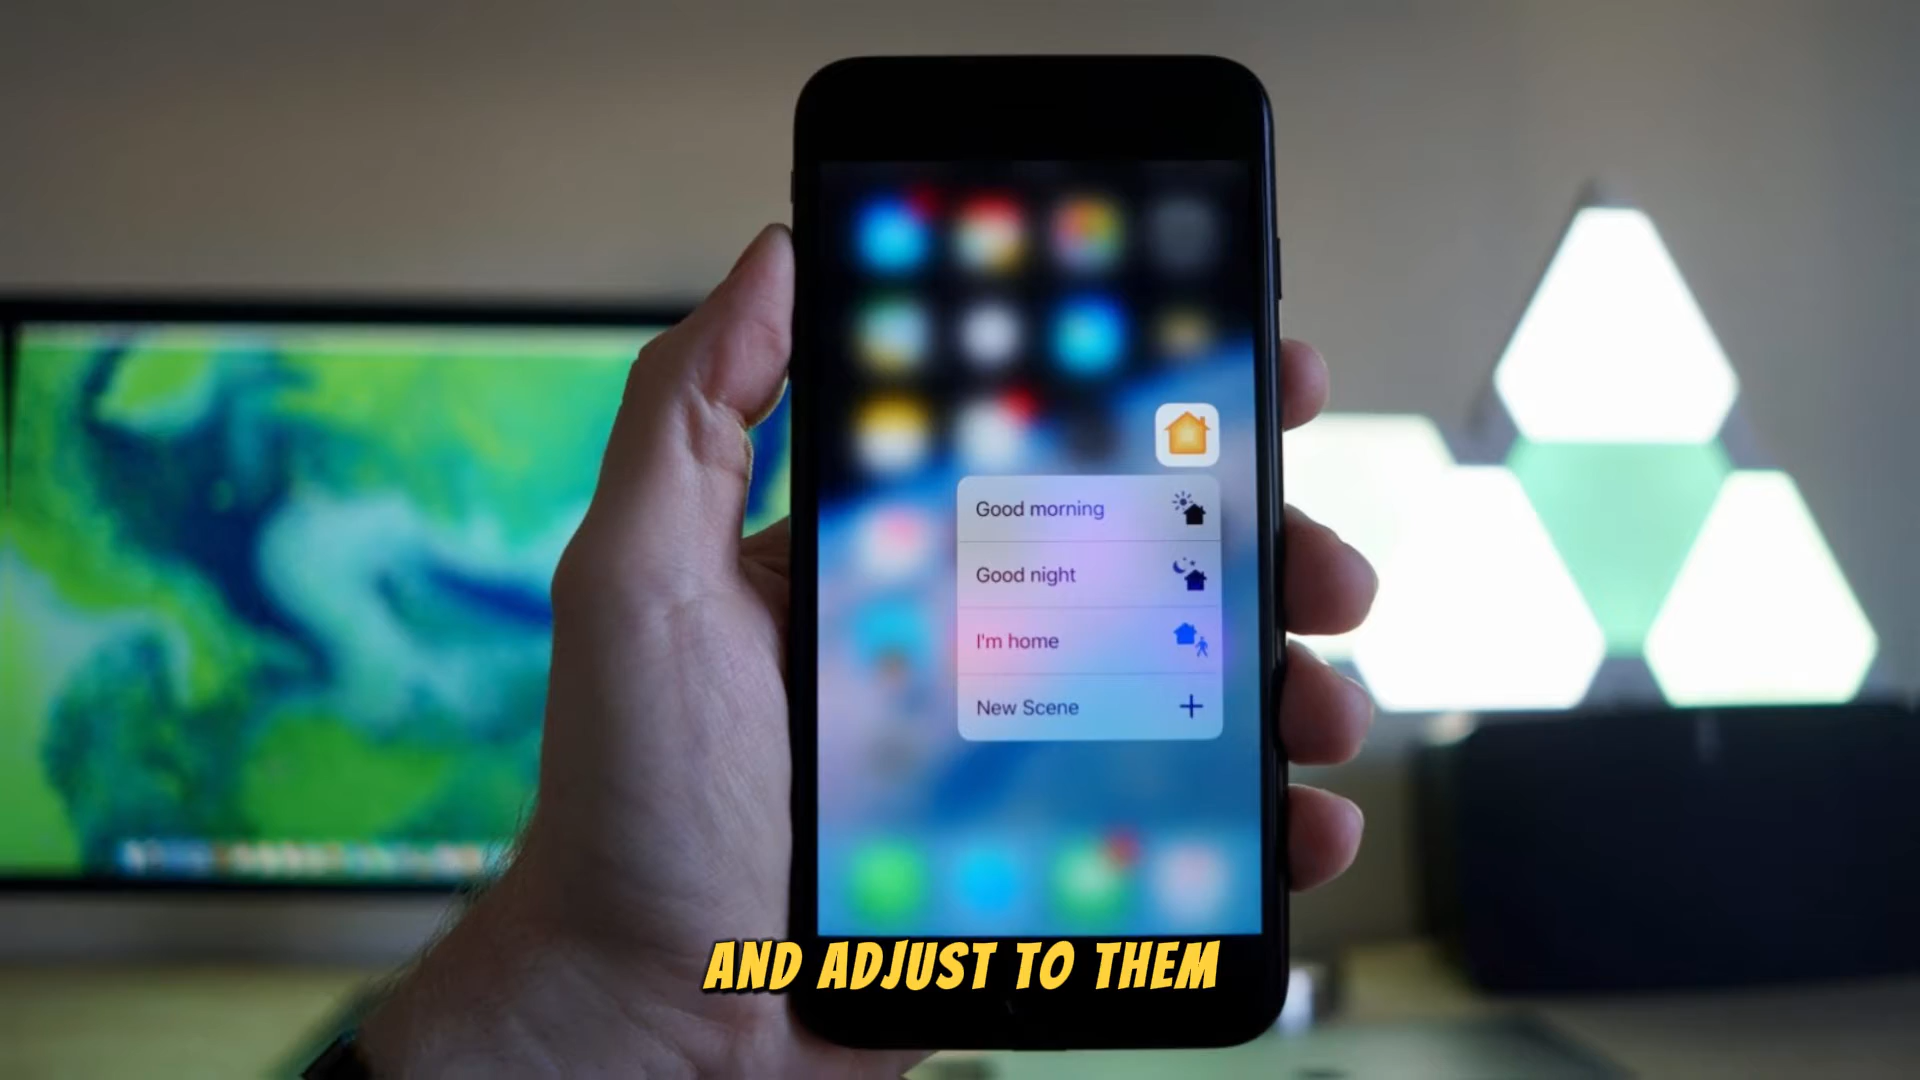 Good morning
Good night
I'm home
New Scene
AND ADJUST TO THEM